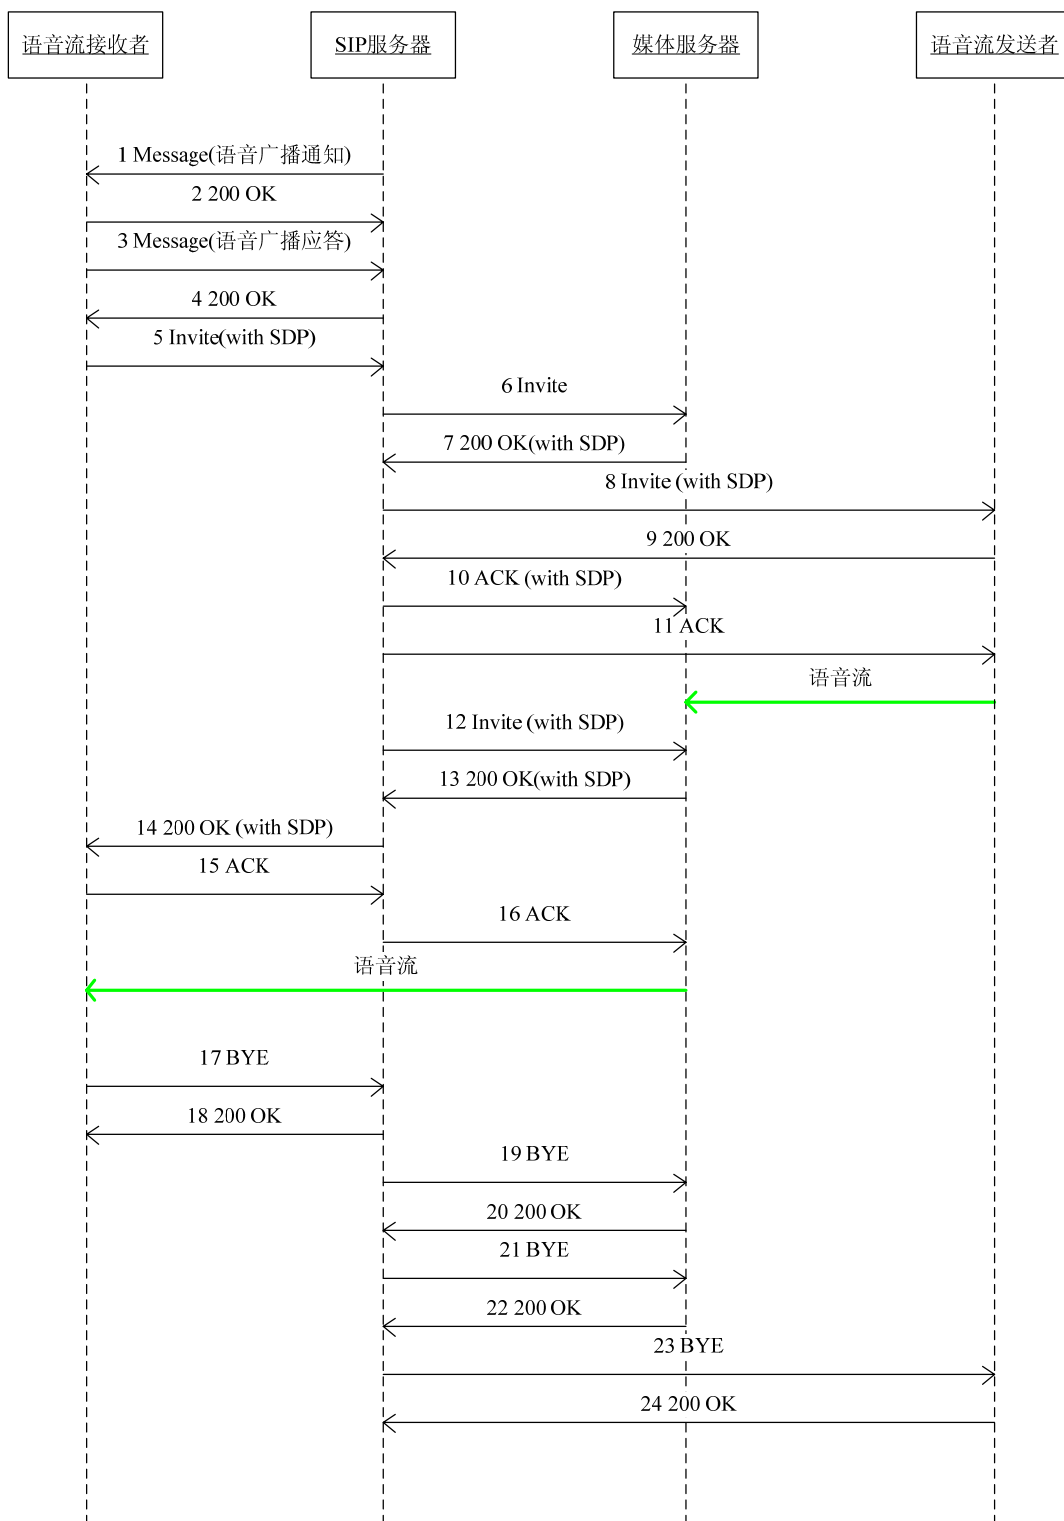 语音流接收者
SIP服务器
媒体服务器
语音流发送者
1 Message(语音广播通知)
2 200 OK
3 Message(语音广播应答)
4 200 OK
5 Invite(with SDP)
6 Invite
7 200 OK(with SDP)
8 Invite (with SDP)
9 200 OK
10 ACK (with SDP)
11 ACK
语音流
12 Invite (with SDP)
13 200 OK(with SDP)
14 200 OK (with SDP)
15 ACK
16 ACK
语音流
17 BYE
18 200 OK
19 BYE
20 200 OK
21 BYE
22 200 OK
23 BYE
24 200 OK